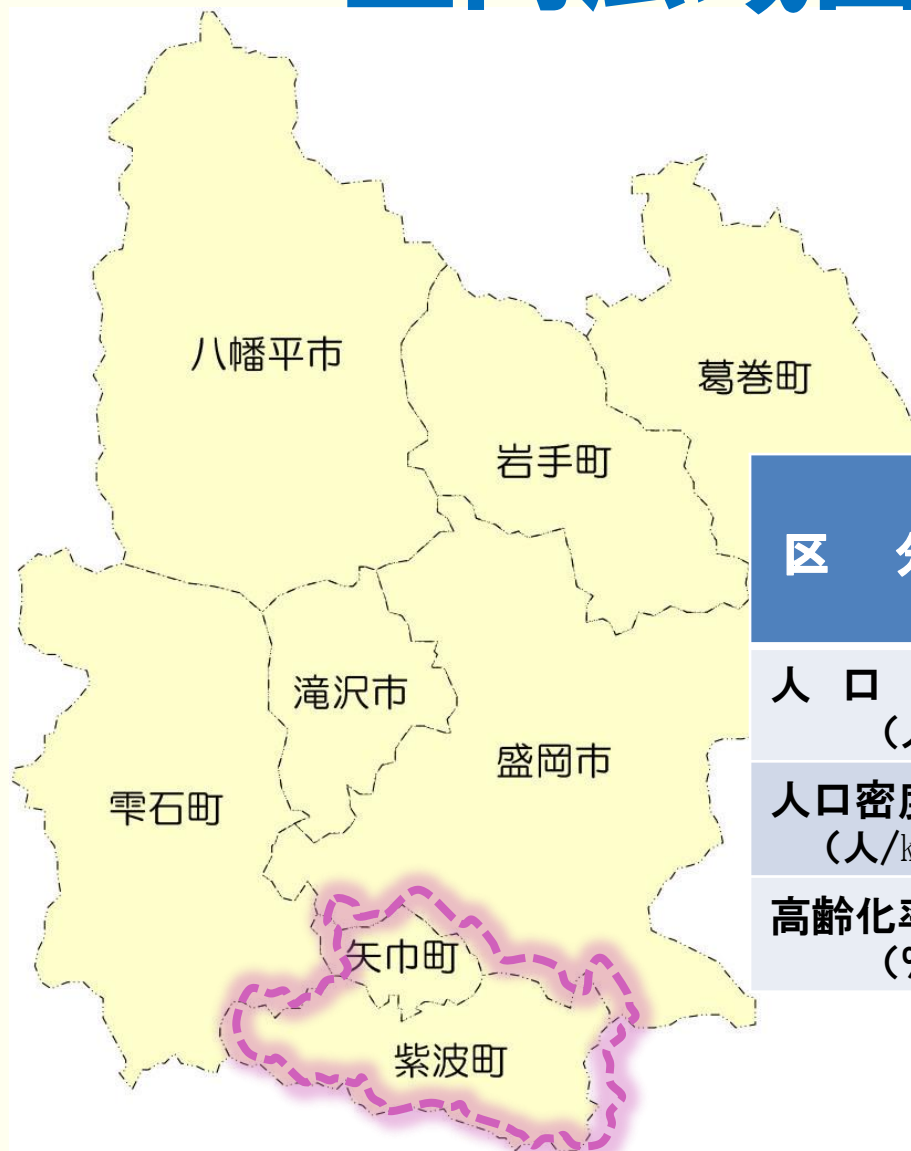 八幡平市
葛巻町
岩手町
区
滝沢市
人 口
盛岡市
雫石町
人口密
（人/k
高齢化
（%
矢巾町
紫波町